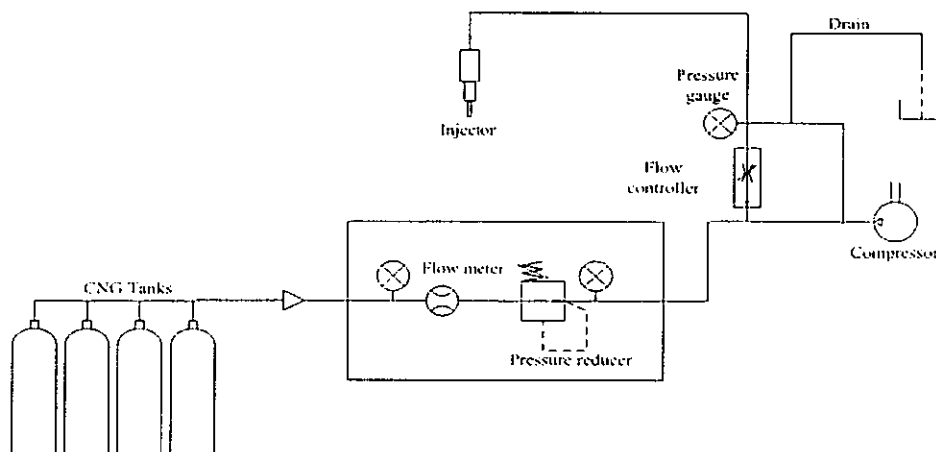 Drain
Pressure
gauge
Injector
Flow
controller
Compressor
Flow meter
CNG Tanks
Pressure reducer